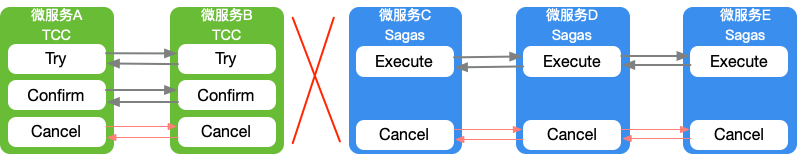 微服务A
TCC
Try
Confirm
Cancel
微服务B
TCC
Try
Confirm
Cancel
微服务C
Sagas
Execute
Cancel
微服务D
Sagas
Execute
Cancel
微服务E
Sagas
Execute
Cancel